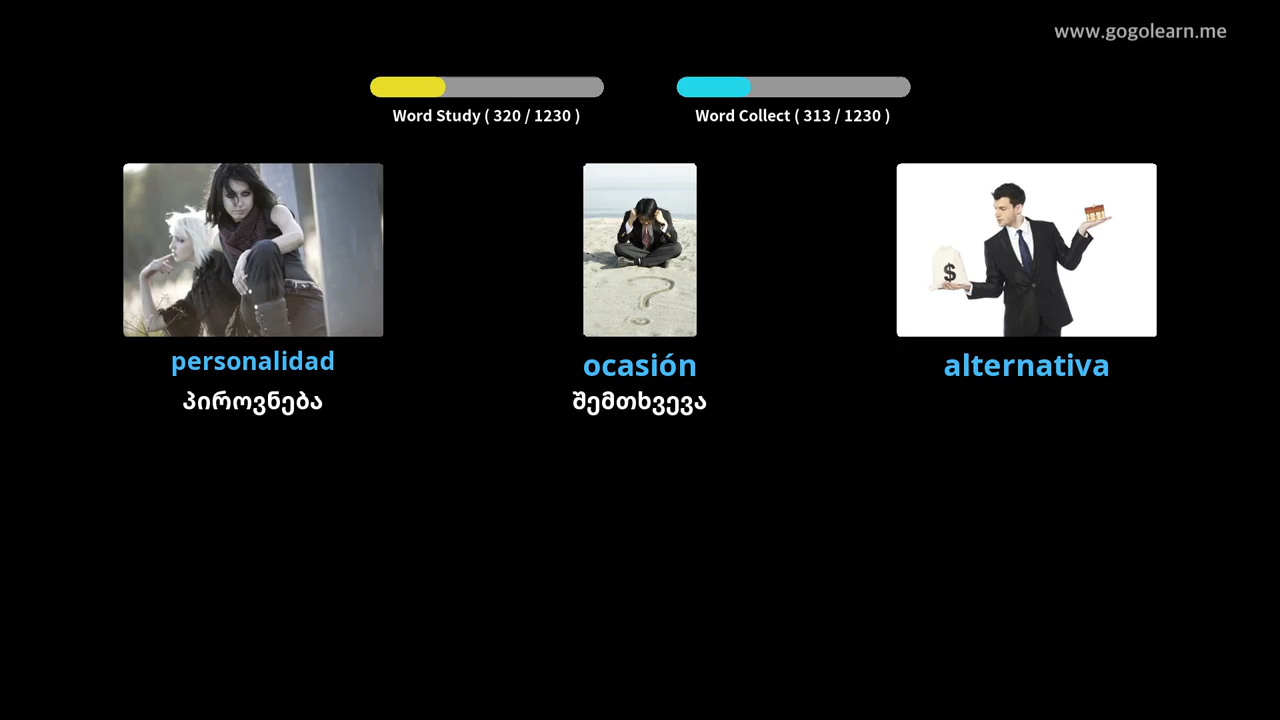 www.gogolearn.me
Word Study ( 320 / 1230 )
Word Collect ( 313 / 1230 )
personalidad
პიროვნება
ocasión
შემთხვევა
alternativa
$